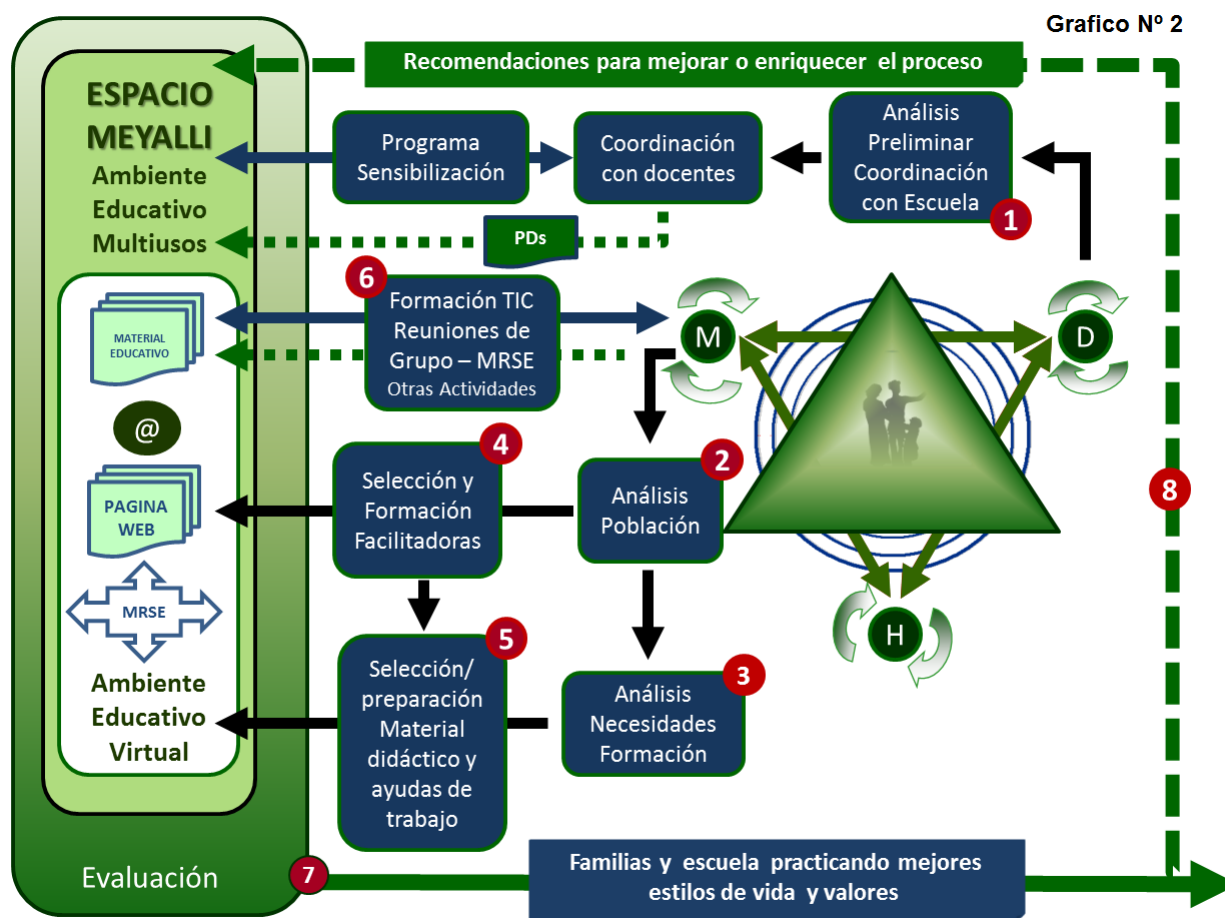 Grafico Nº 2
Recomendaciones para mejorar o enriquecer el proceso
ESPACIO
MEYALLI
Ambiente
Educativo
Multiusos
Programa
Sensibilización
Coordinación
con docentes
Análisis
Preliminar
Coordinación
con Escuela
1
PDs
6
Formación TIC
Reuniones de
Grupo – MRSE
Otras Actividades
M
D
H
MATERIAL
EDUCATIVO
@
PAGINA
WEB
MRSE
Ambiente
Educativo
Virtual
4
Selección y
Formación
Facilitadoras
2
Análisis
Población
8
5
Selección/
preparación
Material
didáctico y
ayudas de
trabajo
3
Análisis
Necesidades
Formación
Evaluación
7
Familias y escuela practicando mejores
estilos de vida y valores